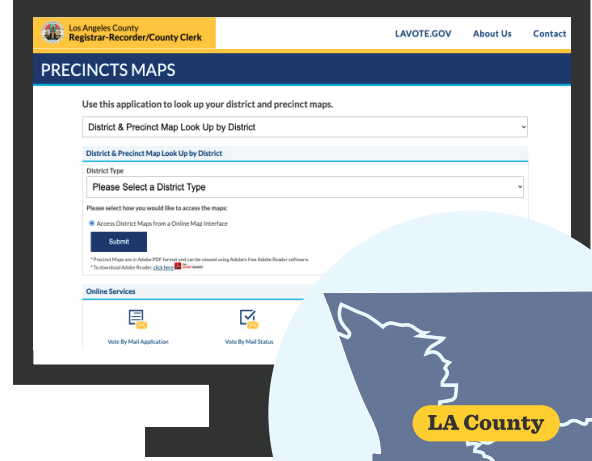 Los Angeles County
Registrar-Recorder/County Clerk
LAVOTE.GOV About Us Contact
PRECINCTS MAPS
Use this application to look up your district and precinct maps.
District & Precinct Map Look Up by District
District & Precinct Map Look Up by District
District Type
Please Select a District Type
Please select how you would like to access the maps:
Access District Maps from a Online Map Interface
Submit
* Precinct Maps are in Adobe PDF format and can be viewed using Adobe's free Adobe Reader software.
* To download Adobe Reader, click here
Online Services
Vote By Mail Application Vote By Mail Status
LA County